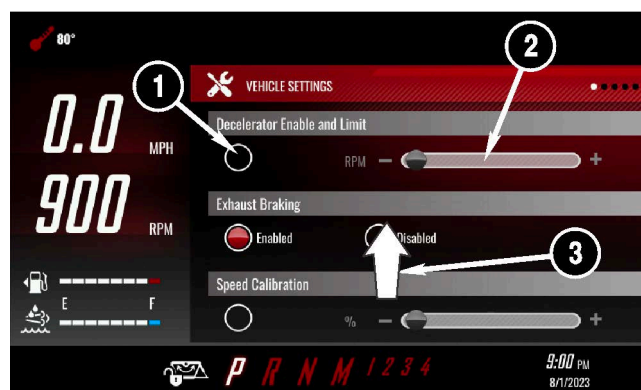 80°
1
2
VEHICLE SETTINGS
0.0 MPH
Decelerator Enable and Limit
RPM - +
900 RPM
Exhaust Braking
Enabled Disabled
3
E F
Speed Calibration
% - +
P R N M 1 2 3 4
9:00 PM
8/1/2023